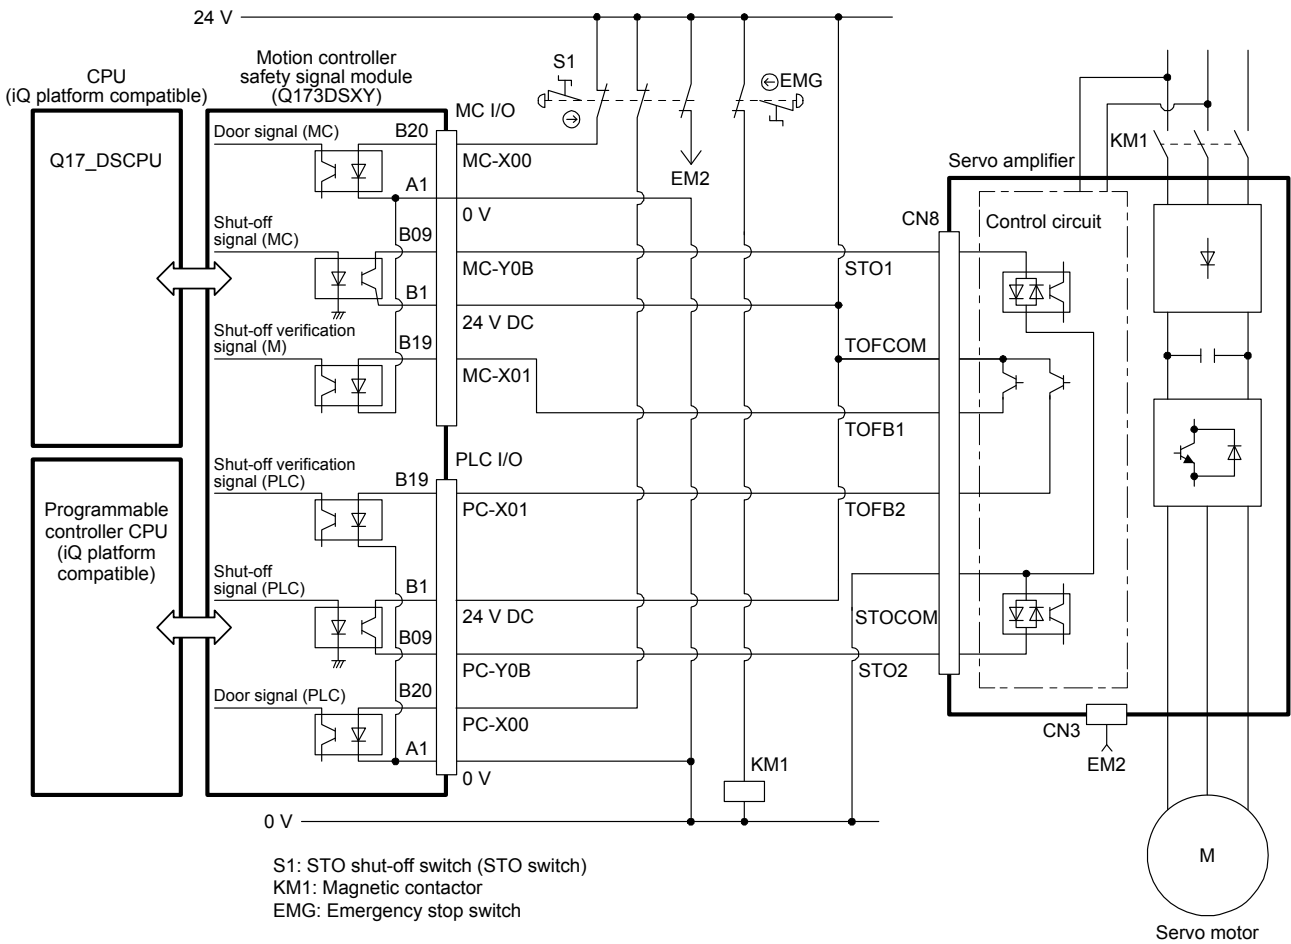 24 V
CPU
(iQ platform compatible)
Q17_DSCPU
Programmable
controller CPU
(iQ platform
compatible)
Motion controller
safety signal module
(Q173DSXY)
Door signal (MC)
Shut-off
signal (MC)
Shut-off verification
signal (M)
Shut-off verification
signal (PLC)
Shut-off
signal (PLC)
Door signal (PLC)
B20
A1
B09
B1
B19
B19
B1
B09
B20
A1
MC I/O
MC-X00
0 V
MC-Y0B
24 V DC
MC-X01
PLC I/O
PC-X01
24 V DC
PC-Y0B
PC-X00
0 V
S1
EM2
EMG
KM1
STO1
TOFCOM
TOFB1
TOFB2
STOCOM
STO2
CN8
Servo amplifier
Control circuit
KM1
CN3
EM2
M
Servo motor
0 V
S1: STO shut-off switch (STO switch)
KM1: Magnetic contactor
EMG: Emergency stop switch